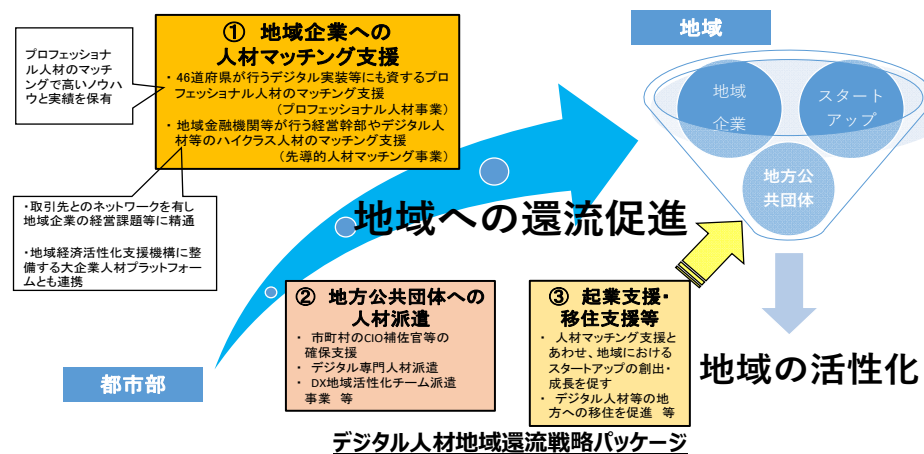 ① 地域企業への
人材マッチング支援
・ 46道府県が行うデジタル実装等にも資するプロ
フェッショナル人材のマッチング支援
（プロフェッショナル人材事業）
・ 地域金融機関等が行う経営幹部やデジタル人
材等のハイクラス人材のマッチング支援
（先導的人材マッチング事業）
プロフェッショナ
ル人材のマッチ
ングで高いノウハ
ウと実績を保有
・取引先とのネットワークを有し
地域企業の経営課題等に精通
・地域経済活性化支援機構に整
備する大企業人材プラットフォー
ムとも連携
地域
地域
企業
スタート
アップ
地方公
共団体
地域への還流促進
② 地方公共団体への
人材派遣
・ 市町村のCIO補佐官等の
確保支援
・ デジタル専門人材派遣
・ DX地域活性化チーム派遣
事業 等
③ 起業支援・
移住支援等
・ 人材マッチング支援と
あわせ、地域における
スタートアップの創出・
成長を促す
・ デジタル人材等の地
方への移住を促進 等
地域の活性化
都市部
デジタル人材地域還流戦略パッケージ